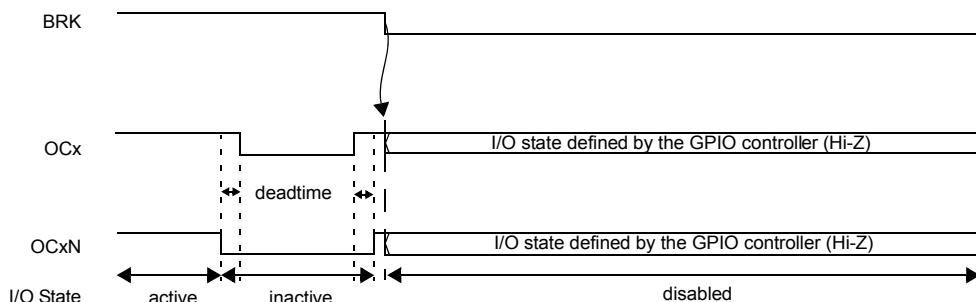 BRK
OCx
I/O state defined by the GPIO controller (Hi-Z)
deadtime
OCxN
I/O state defined by the GPIO controller (Hi-Z)
I/O State
active
inactive
disabled